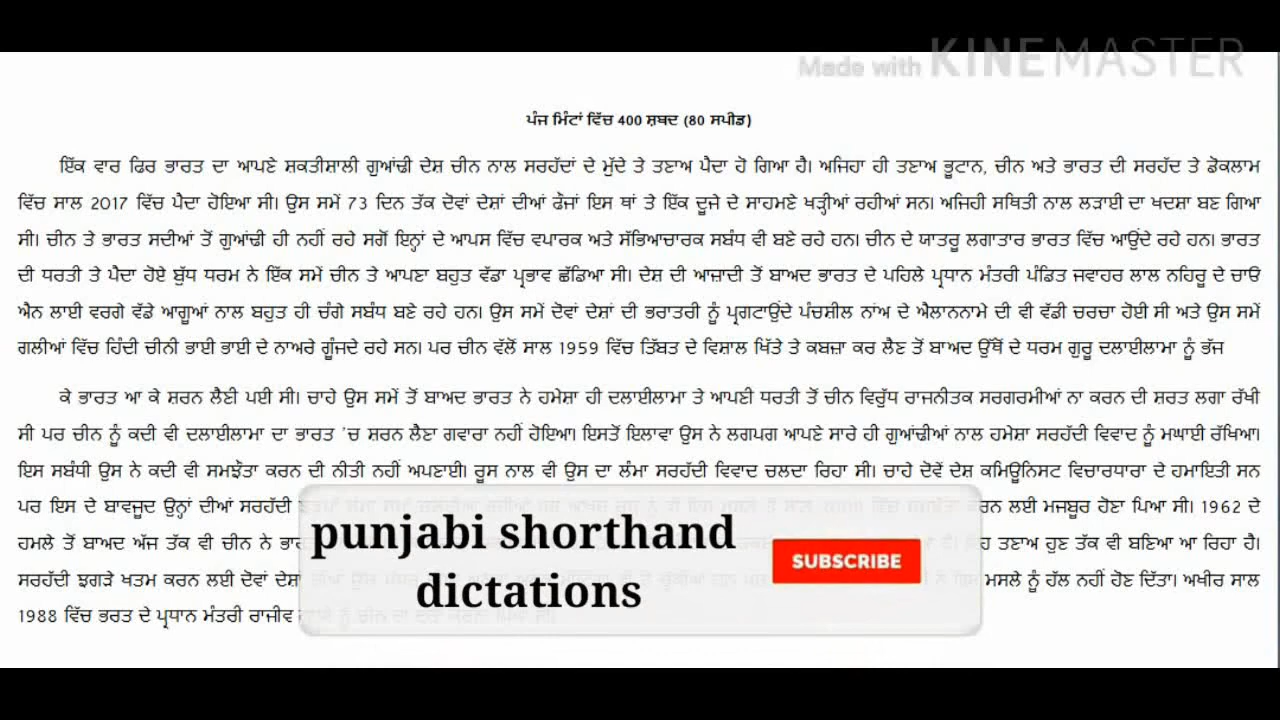 Made with KINEMASTER
ਪੰਜ ਮਿੰਟਾਂ ਵਿੱਚ 400 ਸ਼ਬਦ (80 ਸਪੀਡ)
ਇੱਕ ਵਾਰ ਫਿਰ ਭਾਰਤ ਦਾ ਆਪਣੇ ਸ਼ਕਤੀਸ਼ਾਲੀ ਗੁਆਂਢੀ ਦੇਸ਼ ਚੀਨ ਨਾਲ ਸਰਹੱਦਾਂ ਦੇ ਮੁੱਦੇ ਤੇ ਤਣਾਅ ਪੈਦਾ ਹੋ ਗਿਆ ਹੈ। ਅਜਿਹਾ ਹੀ ਤਣਾਅ ਭੂਟਾਨ, ਚੀਨ ਅਤੇ ਭਾਰਤ ਦੀ ਸਰਹੱਦ ਤੇ ਡੋਕਲਾਮ
ਵਿੱਚ ਸਾਲ 2017 ਵਿੱਚ ਪੈਦਾ ਹੋਇਆ ਸੀ। ਉਸ ਸਮੇਂ 73 ਦਿਨ ਤੱਕ ਦੋਵਾਂ ਦੇਸ਼ਾਂ ਦੀਆਂ ਫੌਜਾਂ ਇਸ ਥਾਂ ਤੇ ਇੱਕ ਦੂਜੇ ਦੇ ਸਾਹਮਣੇ ਖੜ੍ਹੀਆਂ ਰਹੀਆਂ ਸਨ। ਅਜਿਹੀ ਸਥਿਤੀ ਨਾਲ ਲੜਾਈ ਦਾ ਖਦਸ਼ਾ ਬਣ ਗਿਆ
ਸੀ। ਚੀਨ ਤੇ ਭਾਰਤ ਸਦੀਆਂ ਤੋਂ ਗੁਆਂਢੀ ਹੀ ਨਹੀਂ ਰਹੇ ਸਗੋਂ ਇਨ੍ਹਾਂ ਦੇ ਆਪਸ ਵਿੱਚ ਵਪਾਰਕ ਅਤੇ ਸੱਭਿਆਚਾਰਕ ਸਬੰਧ ਵੀ ਬਣੇ ਰਹੇ ਹਨ। ਚੀਨ ਦੇ ਯਾਤਰੂ ਲਗਾਤਾਰ ਭਾਰਤ ਵਿੱਚ ਆਉਂਦੇ ਰਹੇ ਹਨ। ਭਾਰਤ
ਦੀ ਧਰਤੀ ਤੇ ਪੈਦਾ ਹੋਏ ਬੁੱਧ ਧਰਮ ਨੇ ਇੱਕ ਸਮੇਂ ਚੀਨ ਤੇ ਆਪਣਾ ਬਹੁਤ ਵੱਡਾ ਪ੍ਰਭਾਵ ਛੱਡਿਆ ਸੀ। ਦੇਸ਼ ਦੀ ਆਜ਼ਾਦੀ ਤੋਂ ਬਾਅਦ ਭਾਰਤ ਦੇ ਪਹਿਲੇ ਪ੍ਰਧਾਨ ਮੰਤਰੀ ਪੰਡਿਤ ਜਵਾਹਰ ਲਾਲ ਨਹਿਰੂ ਦੇ ਚਾਓ
ਐਨ ਲਾਈ ਵਰਗੇ ਵੱਡੇ ਆਗੂਆਂ ਨਾਲ ਬਹੁਤ ਹੀ ਚੰਗੇ ਸਬੰਧ ਬਣੇ ਰਹੇ ਹਨ। ਉਸ ਸਮੇਂ ਦੋਵਾਂ ਦੇਸ਼ਾਂ ਦੀ ਭਰਾਤਰੀ ਨੂੰ ਪ੍ਰਗਟਾਉਂਦੇ ਪੰਚਸ਼ੀਲ ਨਾਂਅ ਦੇ ਐਲਾਨਨਾਮੇ ਦੀ ਵੀ ਵੱਡੀ ਚਰਚਾ ਹੋਈ ਸੀ ਅਤੇ ਉਸ ਸਮੇਂ
ਗਲੀਆਂ ਵਿੱਚ ਹਿੰਦੀ ਚੀਨੀ ਭਾਈ ਭਾਈ ਦੇ ਨਾਅਰੇ ਗੂੰਜਦੇ ਰਹੇ ਸਨ। ਪਰ ਚੀਨ ਵੱਲੋਂ ਸਾਲ 1959 ਵਿੱਚ ਤਿੱਬਤ ਦੇ ਵਿਸ਼ਾਲ ਖਿੱਤੇ ਤੇ ਕਬਜ਼ਾ ਕਰ ਲੈਣ ਤੋਂ ਬਾਅਦ ਉੱਥੋਂ ਦੇ ਧਰਮ ਗੁਰੂ ਦਲਾਈਲਾਮਾ ਨੂੰ ਭੱਜ
ਕੇ ਭਾਰਤ ਆ ਕੇ ਸ਼ਰਨ ਲੈਣੀ ਪਈ ਸੀ। ਚਾਹੇ ਉਸ ਸਮੇਂ ਤੋਂ ਬਾਅਦ ਭਾਰਤ ਨੇ ਹਮੇਸ਼ਾ ਹੀ ਦਲਾਈਲਾਮਾ ਤੇ ਆਪਣੀ ਧਰਤੀ ਤੋਂ ਚੀਨ ਵਿਰੁੱਧ ਰਾਜਨੀਤਕ ਸਰਗਰਮੀਆਂ ਨਾ ਕਰਨ ਦੀ ਸ਼ਰਤ ਲਗਾ ਰੱਖੀ
ਸੀ ਪਰ ਚੀਨ ਨੂੰ ਕਦੀ ਵੀ ਦਲਾਈਲਾਮਾ ਦਾ ਭਾਰਤ 'ਚ ਸ਼ਰਨ ਲੈਣਾ ਗਵਾਰਾ ਨਹੀਂ ਹੋਇਆ। ਇਸਤੋਂ ਇਲਾਵਾ ਉਸ ਨੇ ਲਗਪਗ ਆਪਣੇ ਸਾਰੇ ਹੀ ਗੁਆਂਢੀਆਂ ਨਾਲ ਹਮੇਸ਼ਾ ਸਰਹੱਦੀ ਵਿਵਾਦ ਨੂੰ ਮਘਾਈ ਰੱਖਿਆ।
ਇਸ ਸਬੰਧੀ ਉਸ ਨੇ ਕਦੀ ਵੀ ਸਮਝੌਤਾ ਕਰਨ ਦੀ ਨੀਤੀ ਨਹੀਂ ਅਪਣਾਈ। ਰੂਸ ਨਾਲ ਵੀ ਉਸ ਦਾ ਲੰਮਾ ਸਰਹੱਦੀ ਵਿਵਾਦ ਚਲਦਾ ਰਿਹਾ ਸੀ। ਚਾਹੇ ਦੋਵੇਂ ਦੇਸ਼ ਕਮਿਊਨਿਸਟ ਵਿਚਾਰਧਾਰਾ ਦੇ ਹਮਾਇਤੀ ਸਨ
ਪਰ ਇਸ ਦੇ ਬਾਵਜੂਦ ਉਨ੍ਹਾਂ ਦੀਆਂ ਸਰਹੱਦੀ ਲਈ ਮਜਬੂਰ ਹੋਣਾ ਪਿਆ ਸੀ। 1962 ਦੇ
ਹਮਲੇ ਤੋਂ ਬਾਅਦ ਅੱਜ ਤੱਕ ਵੀ ਚੀਨ ਨੇ ਤਣਾਅ ਹੁਣ ਤੱਕ ਵੀ ਬਣਿਆ ਆ ਰਿਹਾ ਹੈ।
ਸਰਹੱਦੀ ਝਗੜੇ ਖਤਮ ਕਰਨ ਲਈ ਦੋਵਾਂ ਦੇਸ਼ਾਂ ਮਸਲੇ ਨੂੰ ਹੱਲ ਨਹੀਂ ਹੋਣ ਦਿੱਤਾ। ਅਖੀਰ ਸਾਲ
1988 ਵਿੱਚ ਭਰਤ ਦੇ ਪ੍ਰਧਾਨ ਮੰਤਰੀ ਰਾਜੀਵ
punjabi shorthand
dictations
SUBSCRIBE